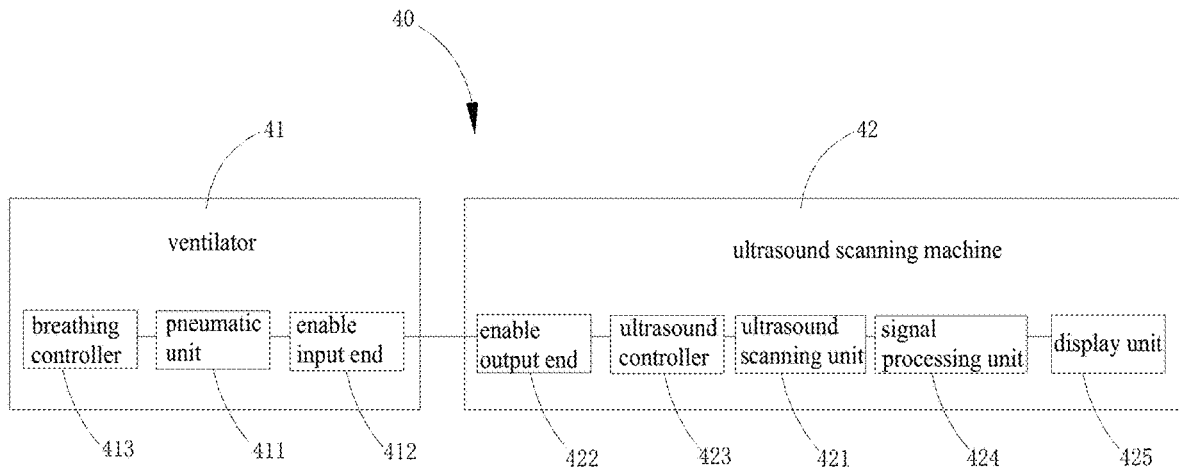 40
41
42
ventilator
ultrasound scanning machine
breathing
controller
pneumatic
unit
enable
input end
enable
output end
ultrasound
controller
ultrasound
scanning unit
signal
processing unit
display unit
413
411
412
422
423
421
424
425